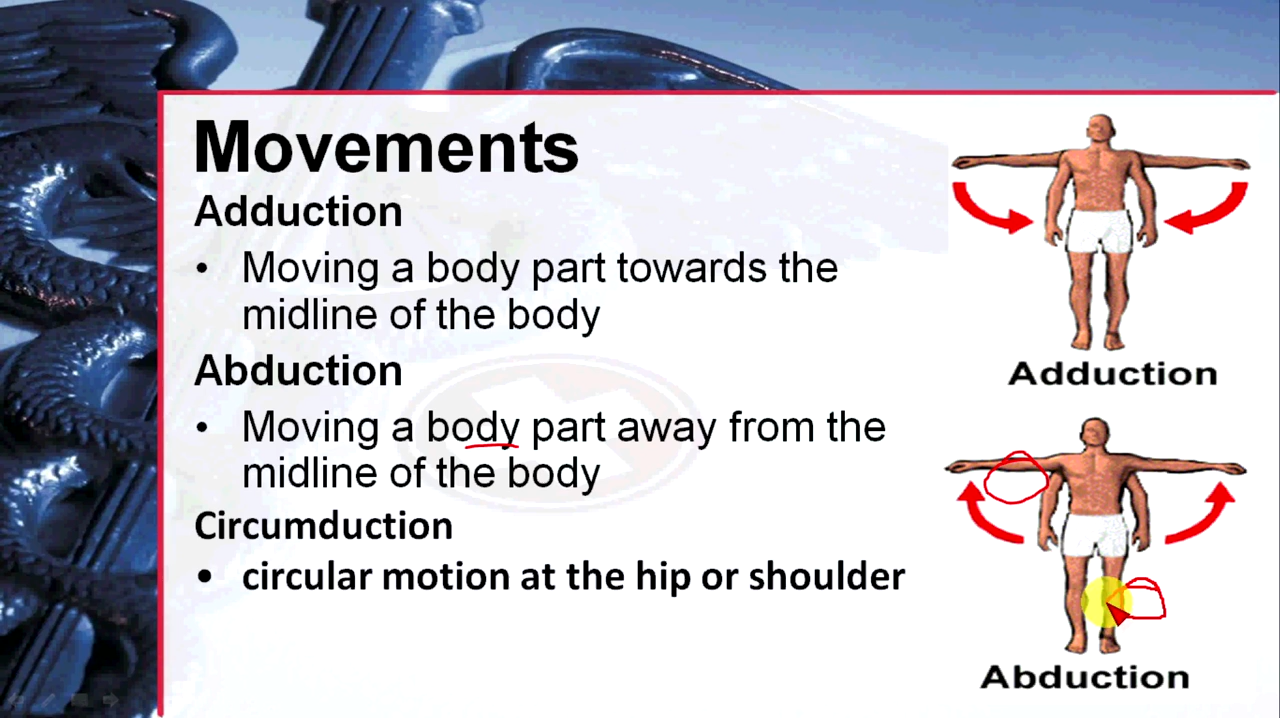 Movements
Adduction
• Moving a body part towards the
midline of the body
Abduction
• Moving a body part away from the
midline of the body
Circumduction
• circular motion at the hip or shoulder
Adduction
Abduction